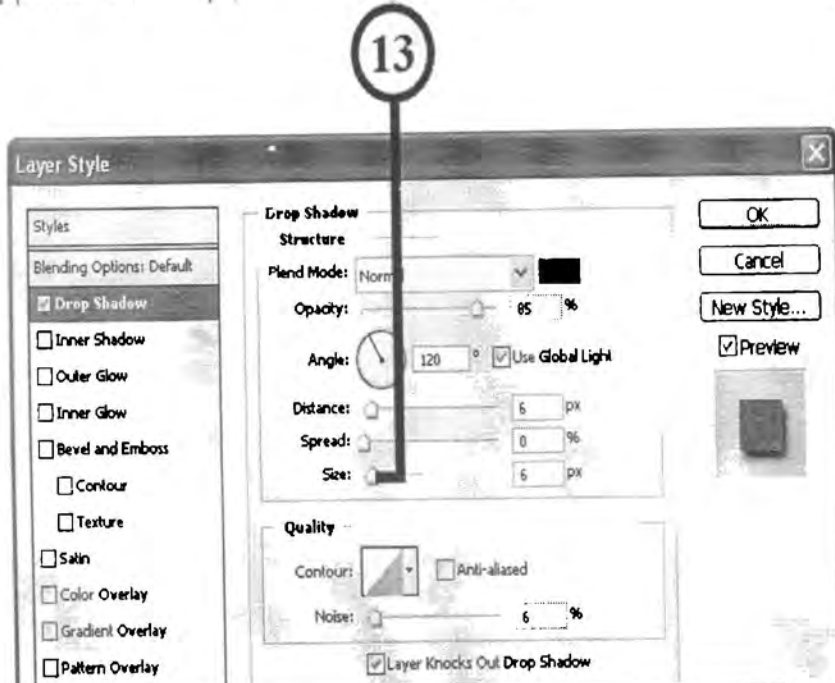 13
Layer Style
Styles
Blending Options: Default
Drop Shadow
Inner Shadow
Outer Glow
Inner Glow
Bevel and Emboss
Contour
Texture
Satin
Color Overlay
Gradient Overlay
Pattern Overlay
Drop Shadow
Structure
Plend Mode: Normal
Opacity: 85 %
Angle: 120 ° Use Global Light
Distance: 6 px
Spread: 0 %
Size: 6 px
Quality
Contour: Anti-aliased
Noise: 6 %
Layer Knocks Out Drop Shadow
OK
Cancel
New Style...
Preview